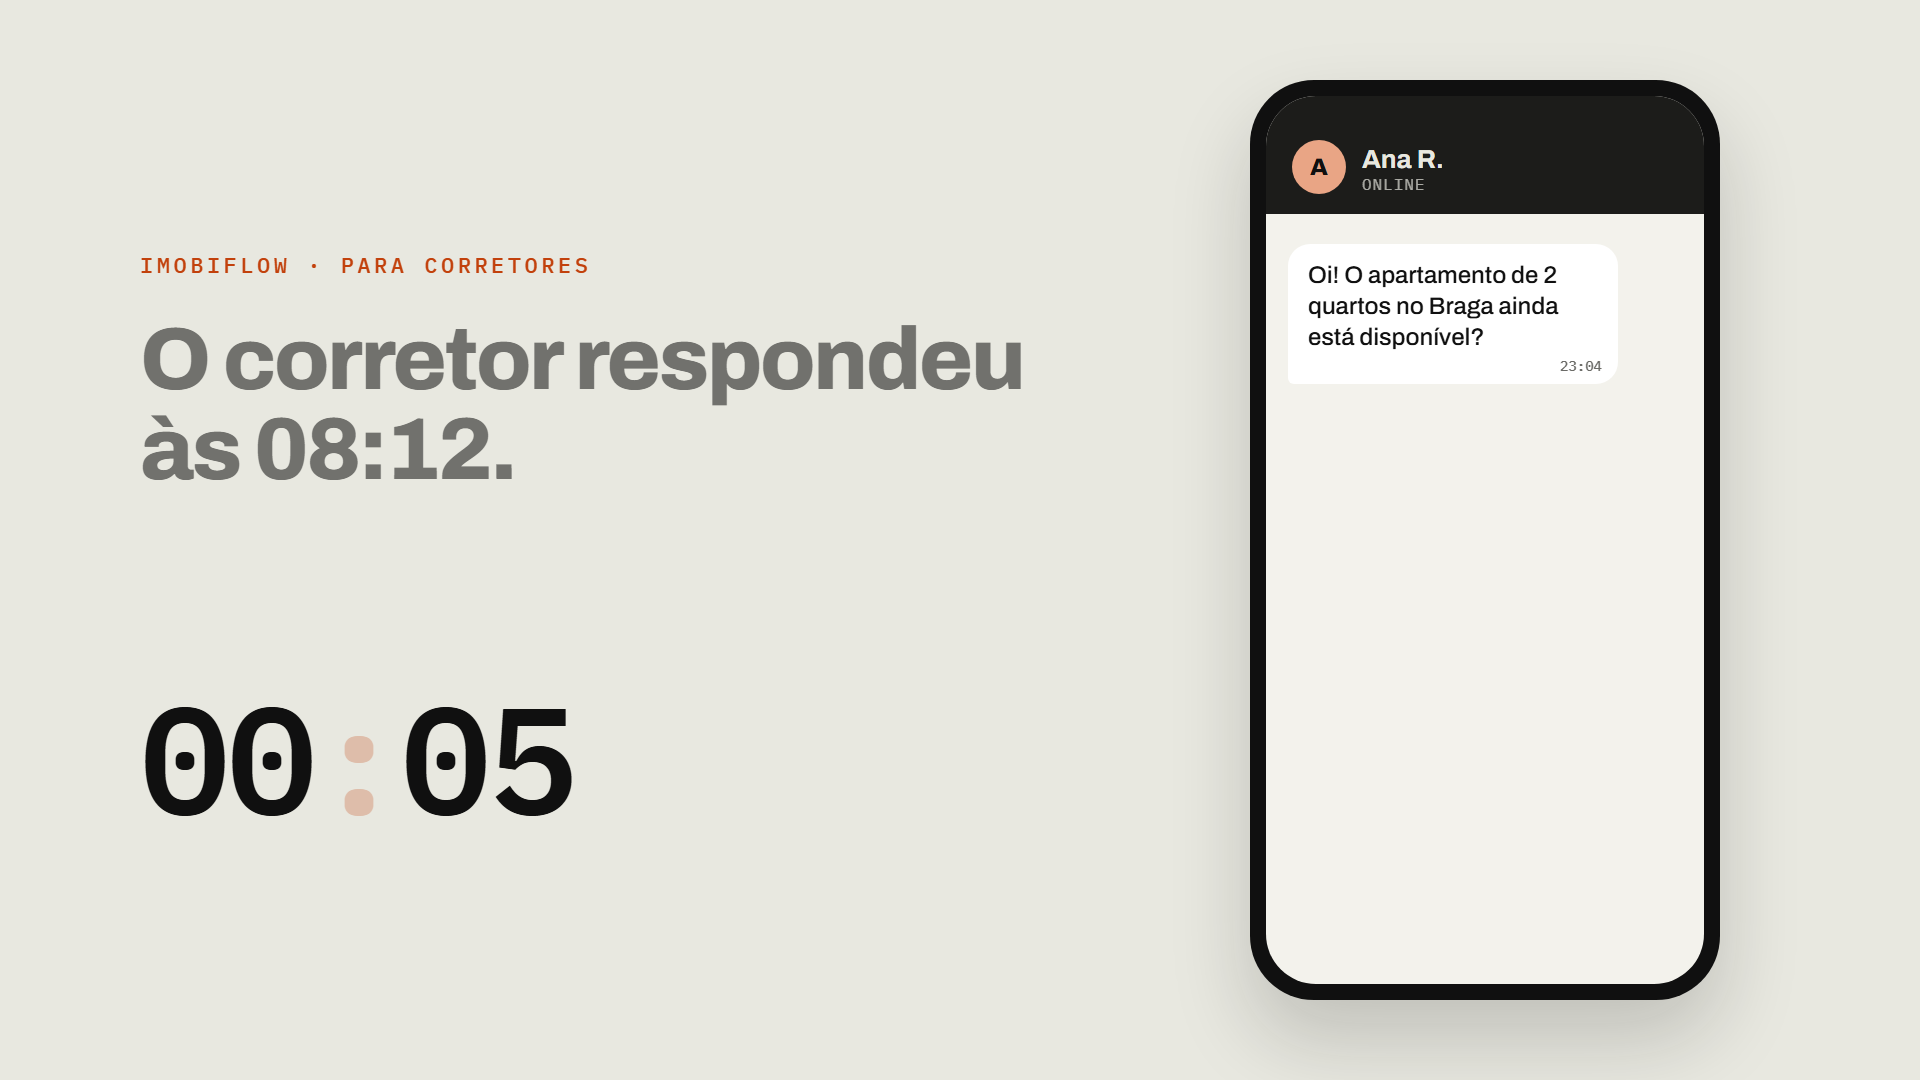 IMOBIFLOW · PARA CORRETORES
O corretor respondeu
às 08:12.
00:05
A
Ana R.
ONLINE
Oi! O apartamento de 2
quartos no Braga ainda
está disponível?
23:04